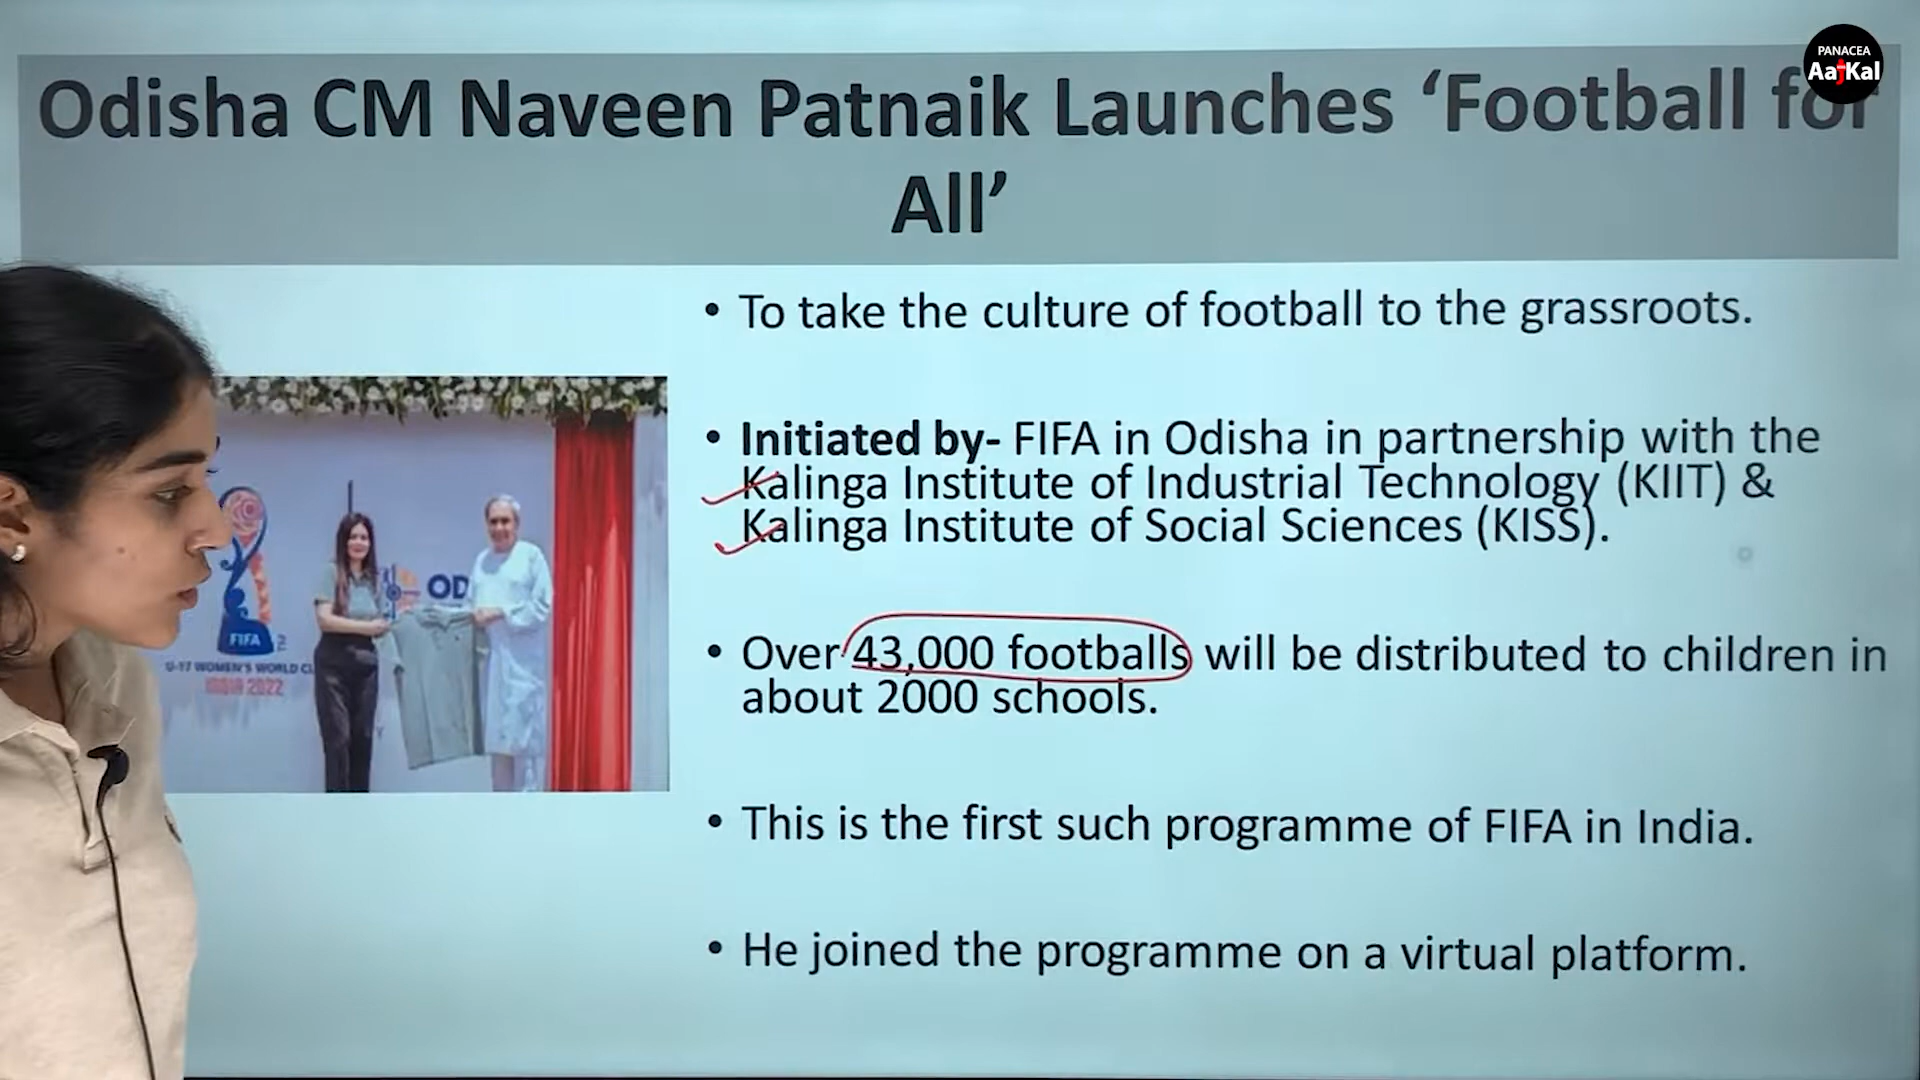 PANACEA
AajKal
Odisha CM Naveen Patnaik Launches ‘Football for
All’
• To take the culture of football to the grassroots.
• Initiated by- FIFA in Odisha in partnership with the
Kalinga Institute of Industrial Technology (KIIT) &
Kalinga Institute of Social Sciences (KISS).
• Over 43,000 footballs will be distributed to children in
about 2000 schools.
• This is the first such programme of FIFA in India.
• He joined the programme on a virtual platform.
OD
FIFA
U-17 WOMEN'S WORLD
INDIA 2022